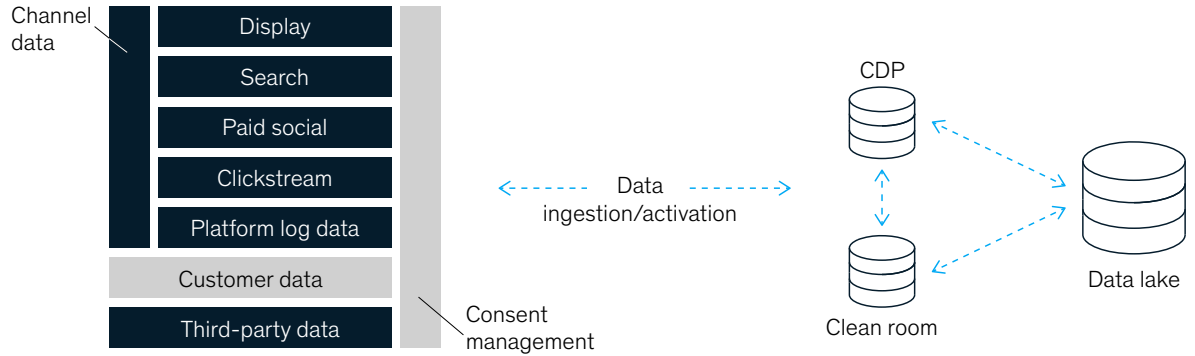 Channel
data
Display
Search
Paid social
Clickstream
Platform log data
Customer data
Third-party data
Consent
management
Data
ingestion/activation
CDP
Clean room
Data lake